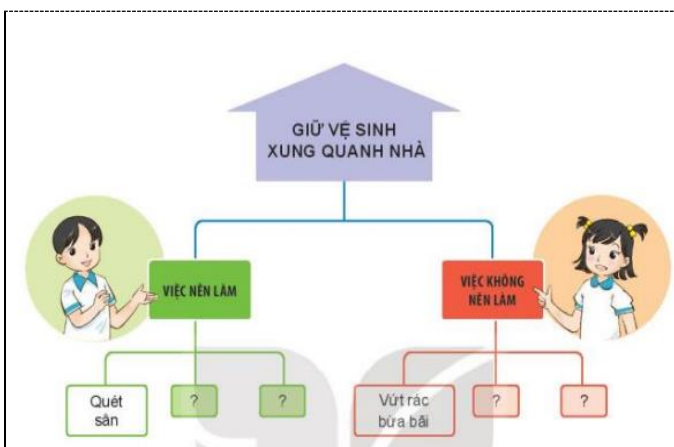 GIỮ VỆ SINH
XUNG QUANH NHÀ
VIỆC NÊN LÀM
VIỆC KHÔNG
NÊN LÀM
Quét
sân
?
?
Vứt rác
bừa bãi
?
?